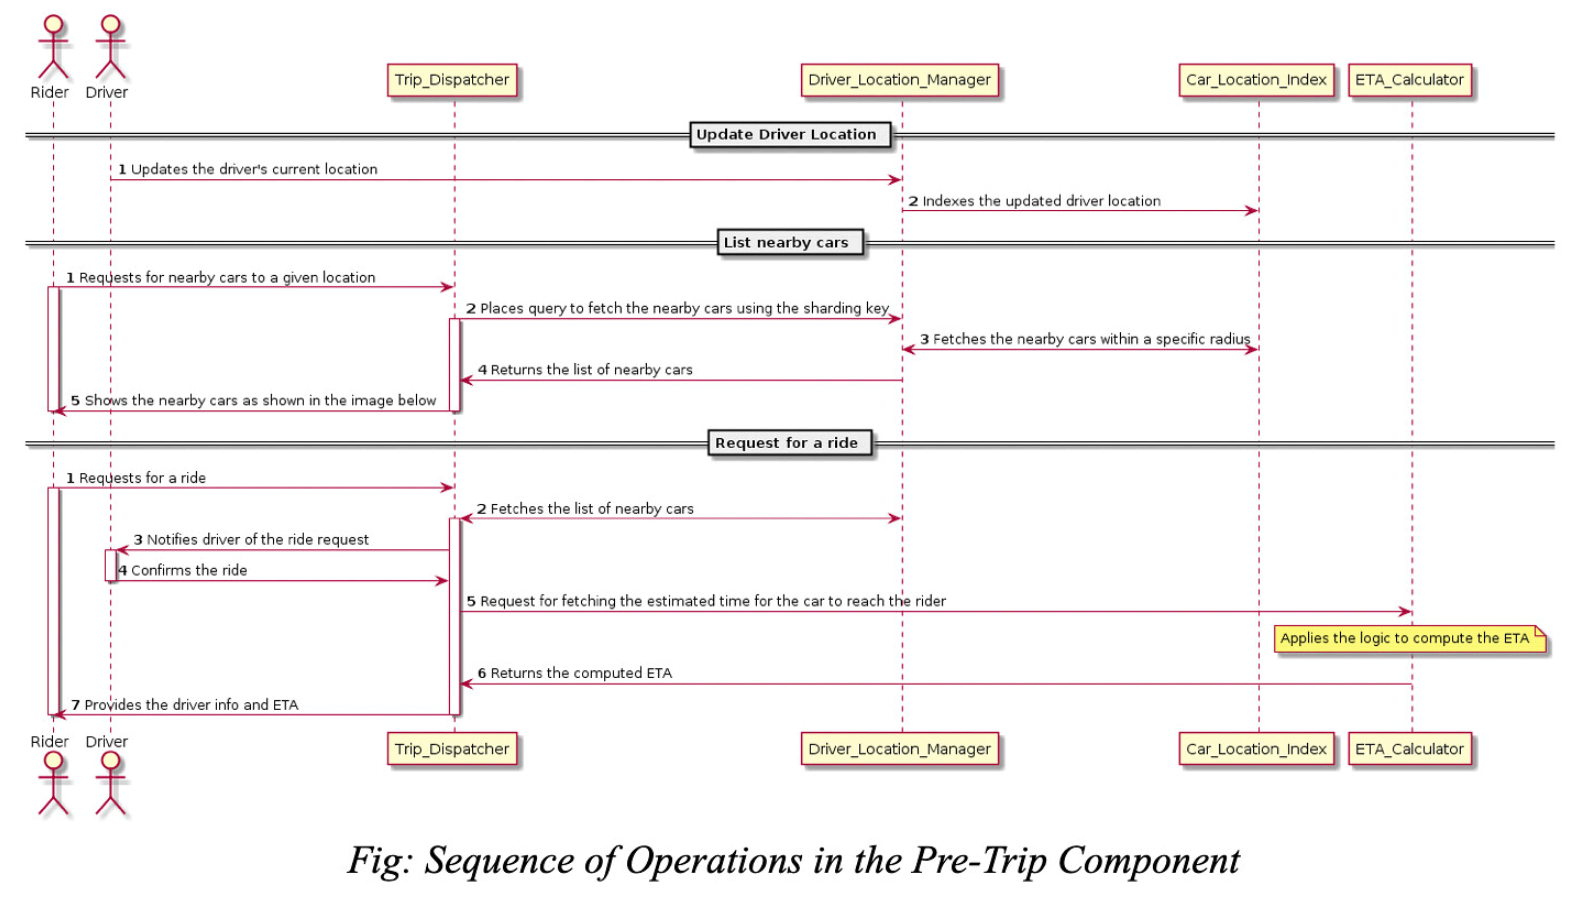 Rider Driver Trip_Dispatcher Driver_Location_Manager Car_Location_Index ETA_Calculator
Update Driver Location
1 Updates the driver's current location
2 Indexes the updated driver location
List nearby cars
1 Requests for nearby cars to a given location
2 Places query to fetch the nearby cars using the sharding key
3 Fetches the nearby cars within a specific radius
4 Returns the list of nearby cars
5 Shows the nearby cars as shown in the image below
Request for a ride
1 Requests for a ride
2 Fetches the list of nearby cars
3 Notifies driver of the ride request
4 Confirms the ride
5 Request for fetching the estimated time for the car to reach the rider
Applies the logic to compute the ETA
6 Returns the computed ETA
7 Provides the driver info and ETA
Rider Driver Trip_Dispatcher Driver_Location_Manager Car_Location_Index ETA_Calculator
Fig: Sequence of Operations in the Pre-Trip Component